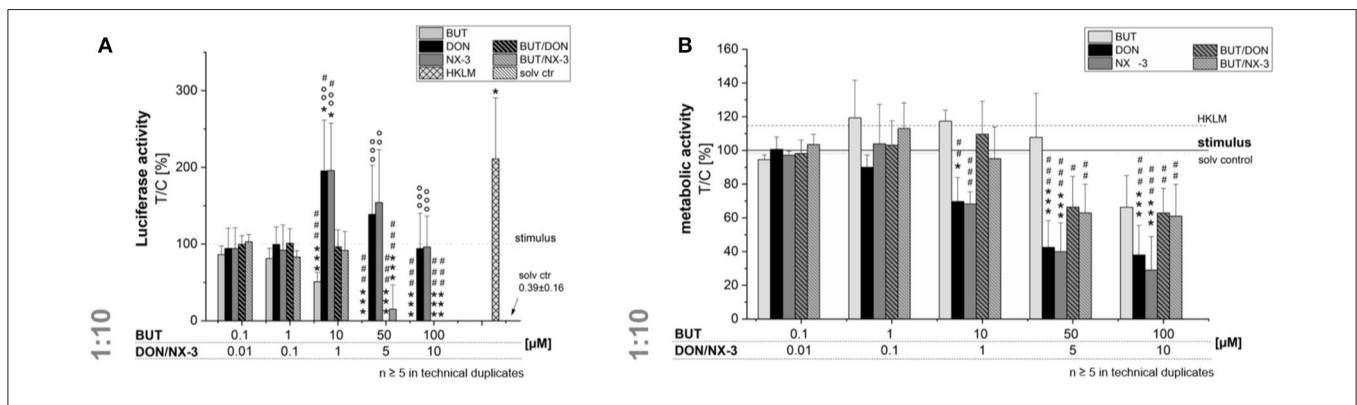 A
BUT
DON BUT/DON
NX-3 BUT/NX-3
HKLM solv ctr
Luciferase activity
T/C [%]
300
200
100
0
stimulus
solv ctr
0.39±0.16
1:10
BUT 0.1 1 10 50 100 [µM]
DON/NX-3 0.01 0.1 1 5 10
n ≥ 5 in technical duplicates
B
BUT
DON BUT/DON
NX -3 BUT/NX-3
metabolic activity
T/C [%]
160
140
120
100
80
60
40
20
0
HKLM
stimulus
solv control
1:10
BUT 0.1 1 10 50 100 [µM]
DON/NX-3 0.01 0.1 1 5 10
n ≥ 5 in technical duplicates